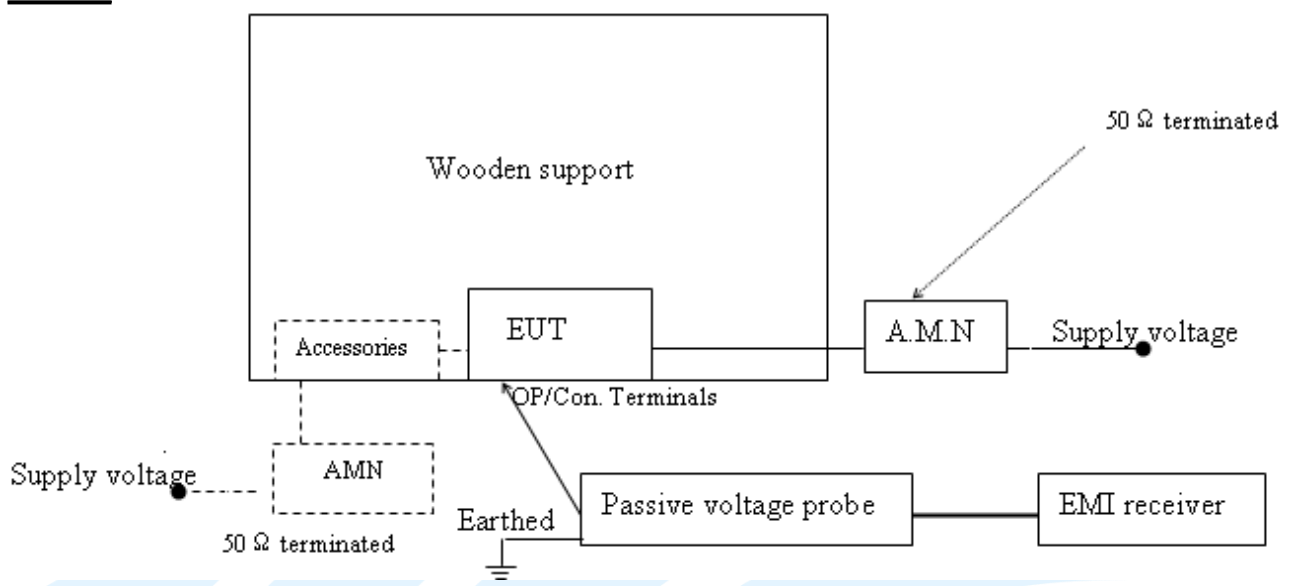 50 Ω terminated
Wooden support
EUT
A.M.N
Supply voltage
Accessories
OP/Con. Terminals
Supply voltage
AMN
Passive voltage probe
EMI receiver
Earthed
50 Ω terminated